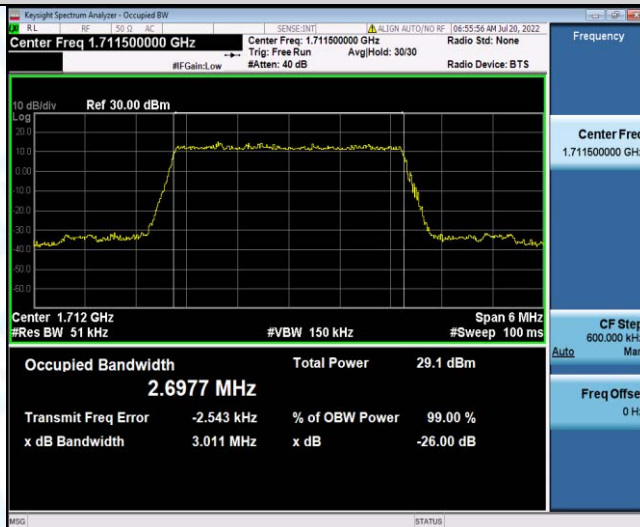 Keysight Spectrum Analyzer - Occupied BW
RL RF 50 Ω AC SENSE:INT ALIGN AUTO/NO RF 06:55:56 AM Jul 20, 2022
Center Freq 1.711500000 GHz
Center Freq: 1.711500000 GHz
Radio Std: None
Trig: Free Run Avg|Hold: 30/30
#IFGain:Low
#Atten: 40 dB
Radio Device: BTS
10 dB/div Ref 30.00 dBm
Log
20.0
10.0
0.00
-10.0
-20.0
-30.0
-40.0
-50.0
-60.0
Center 1.712 GHz Span 6 MHz
#Res BW 51 kHz #VBW 150 kHz #Sweep 100 ms
Occupied Bandwidth Total Power 29.1 dBm
2.6977 MHz
Transmit Freq Error -2.543 kHz % of OBW Power 99.00 %
x dB Bandwidth 3.011 MHz x dB -26.00 dB
MSG STATUS
Frequency
Center Freq
1.711500000 GHz
CF Step
600.000 kHz
Auto Man
Freq Offset
0 Hz